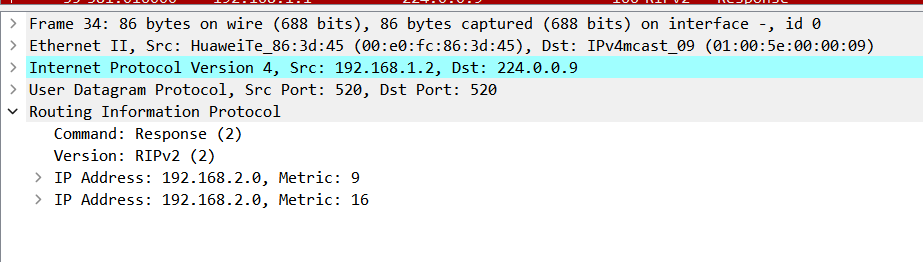 Frame 34: 86 bytes on wire (688 bits), 86 bytes captured (688 bits) on interface -, id 0
Ethernet II, Src: HuaweiTe_86:3d:45 (00:e0:fc:86:3d:45), Dst: IPv4mcast_09 (01:00:5e:00:00:09)
Internet Protocol Version 4, Src: 192.168.1.2, Dst: 224.0.0.9
User Datagram Protocol, Src Port: 520, Dst Port: 520
Routing Information Protocol
Command: Response (2)
Version: RIPv2 (2)
IP Address: 192.168.2.0, Metric: 9
IP Address: 192.168.2.0, Metric: 16